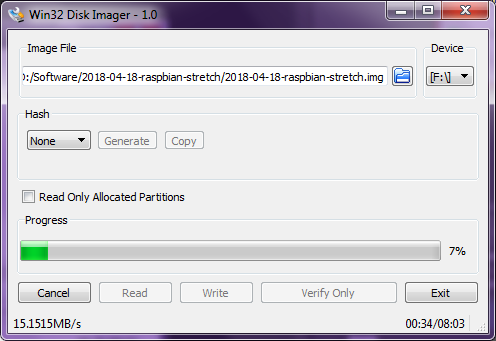 Win32 Disk Imager - 1.0
Image File
Device
D:/Software/2018-04-18-raspbian-stretch/2018-04-18-raspbian-stretch.img
[F:\]
Hash
None
Generate
Copy
Read Only Allocated Partitions
Progress
7%
Cancel
Read
Write
Verify Only
Exit
15.1515MB/s
00:34/08:03